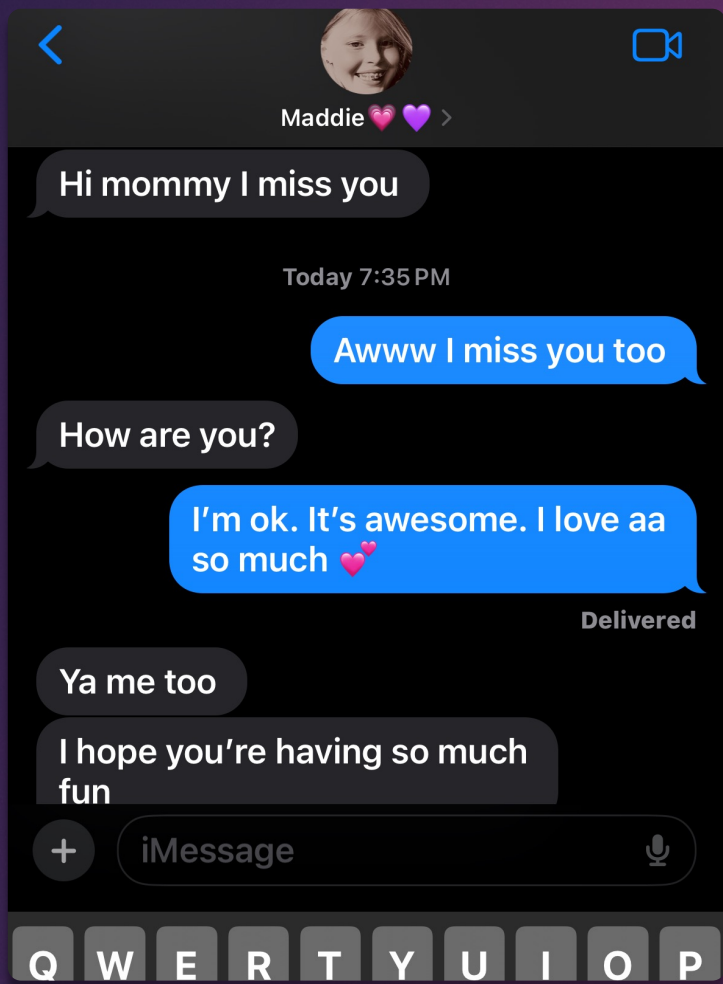 Maddie💗💜 >
Hi mommy I miss you
Today 7:35 PM
Awww I miss you too
How are you?
I’m ok. It’s awesome. I love aa
so much 💕
Delivered
Ya me too
I hope you’re having so much
fun
iMessage
Q W E R T Y U I O P